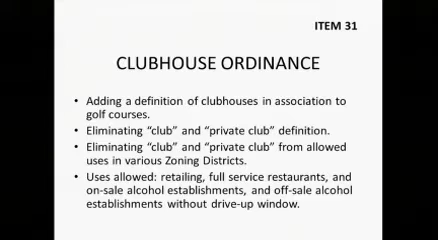 ITEM 31
CLUBHOUSE ORDINANCE
• Adding a definition of clubhouses in association to
golf courses.
• Eliminating “club” and “private club” definition.
• Eliminating “club” and “private club” from allowed
uses in various Zoning Districts.
• Uses allowed: retailing, full service restaurants, and
on-sale alcohol establishments, and off-sale alcohol
establishments without drive-up window.